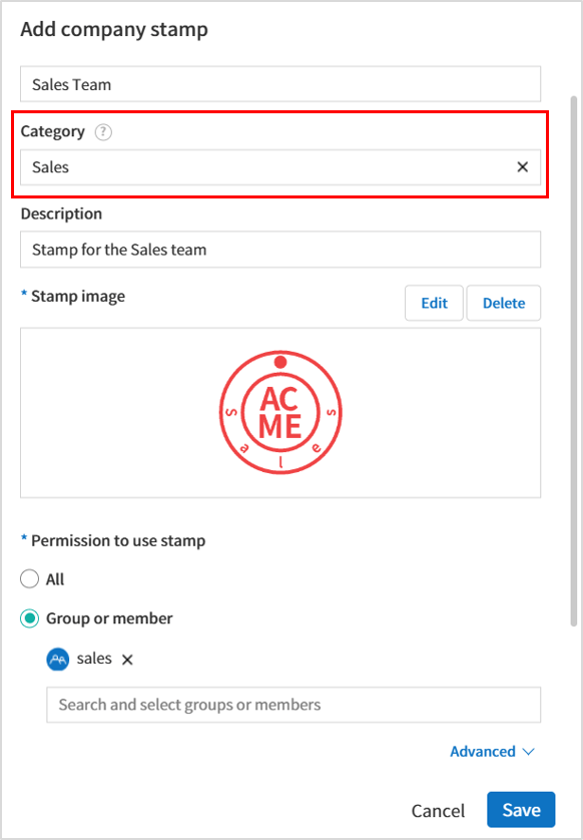 Add company stamp
Sales Team
Category ?
Sales ✕
Description
Stamp for the Sales team
* Stamp image Edit Delete
AC
ME
Sales
* Permission to use stamp
All
Group or member
sales ✕
Search and select groups or members
Advanced
Cancel Save